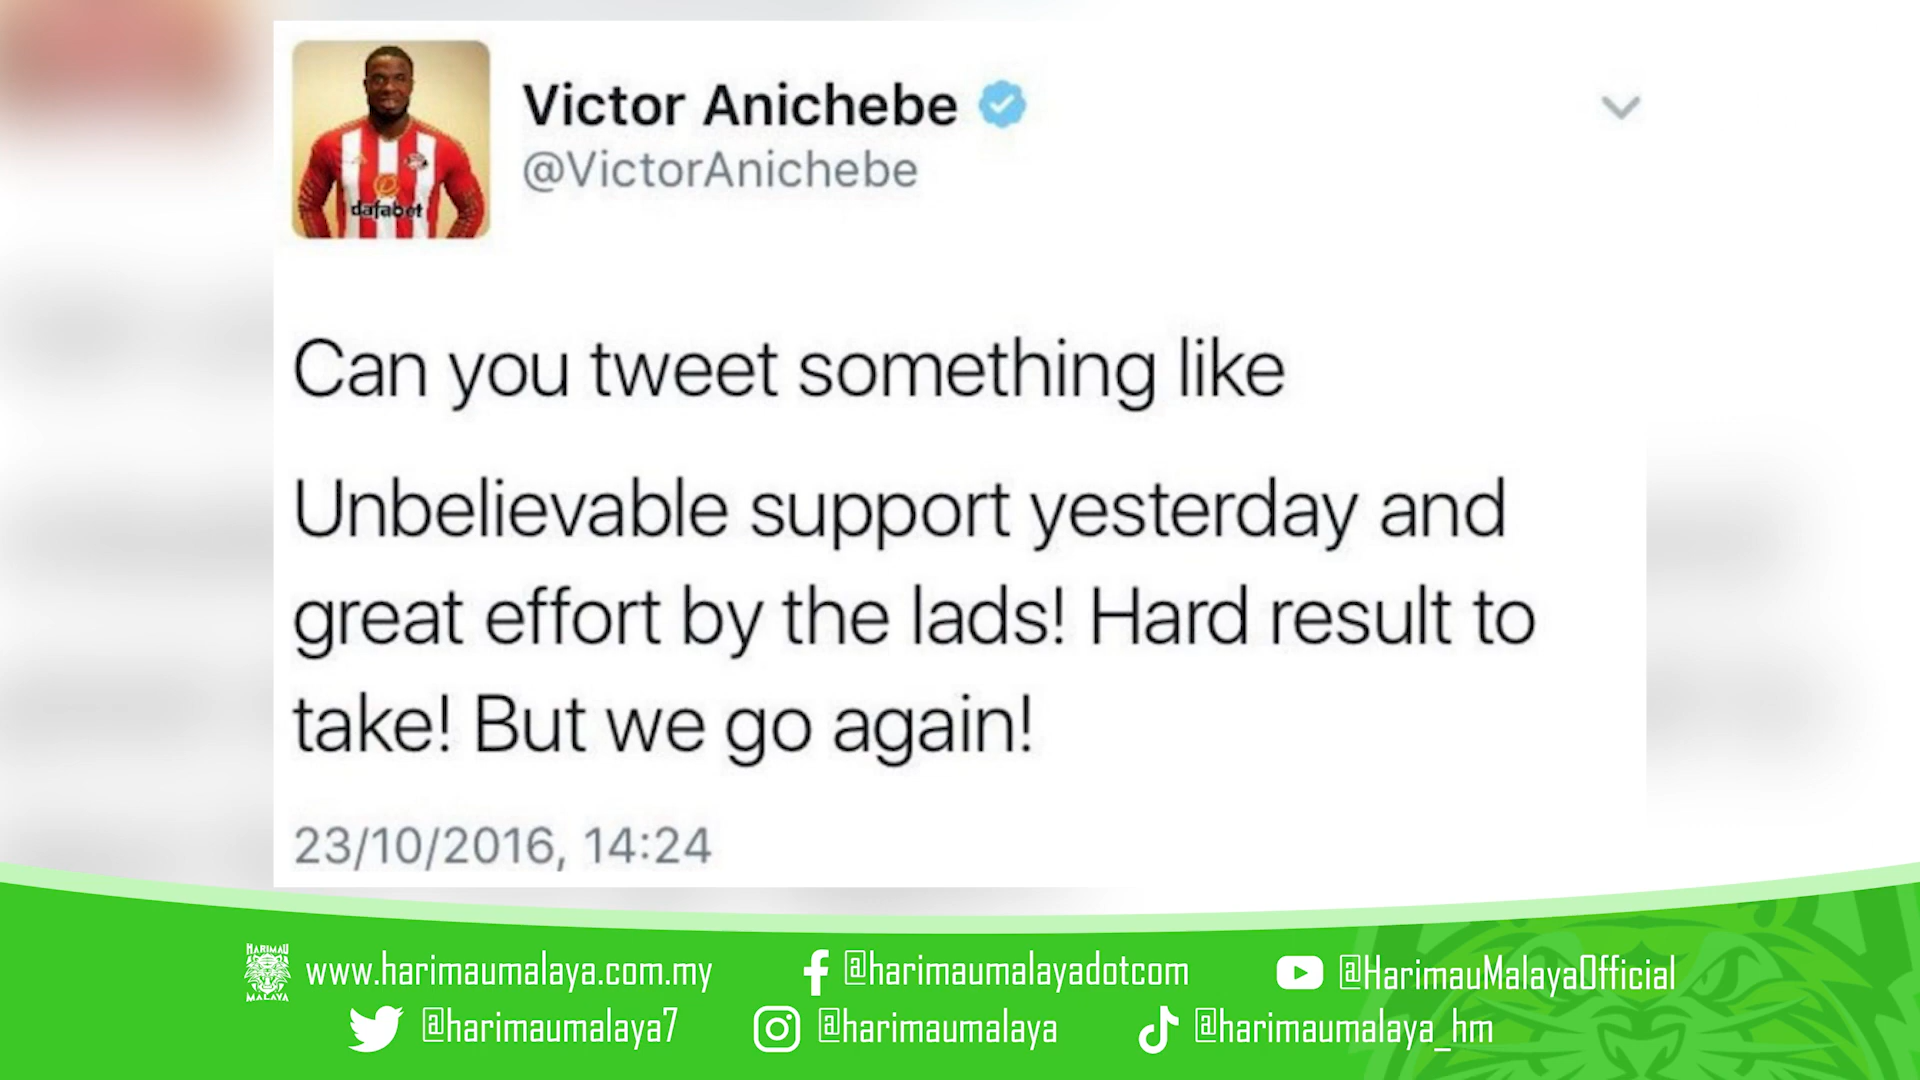 dafabet
Victor Anichebe
@VictorAnichebe
Can you tweet something like
Unbelievable support yesterday and
great effort by the lads! Hard result to
take! But we go again!
23/10/2016, 14:24
HARIMAU
MALAYA
www.harimaumalaya.com.my
@harimaumalayadotcom
@HarimauMalayaOfficial
@harimaumalaya7
@harimaumalaya
@harimaumalaya_hm